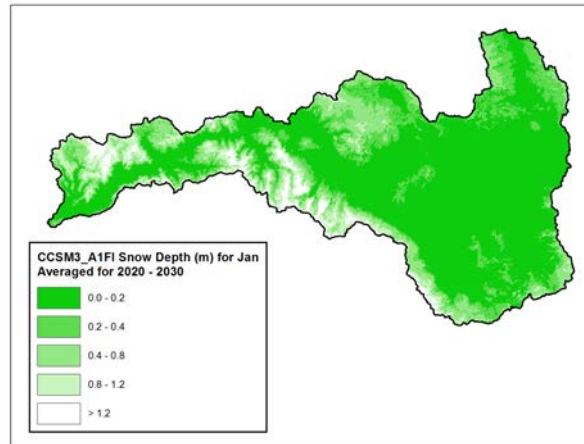 CCSM3_A1FI Snow Depth (m) for Jan
Averaged for 2020 - 2030
0.0 - 0.2
0.2 - 0.4
0.4 - 0.8
0.8 - 1.2
> 1.2